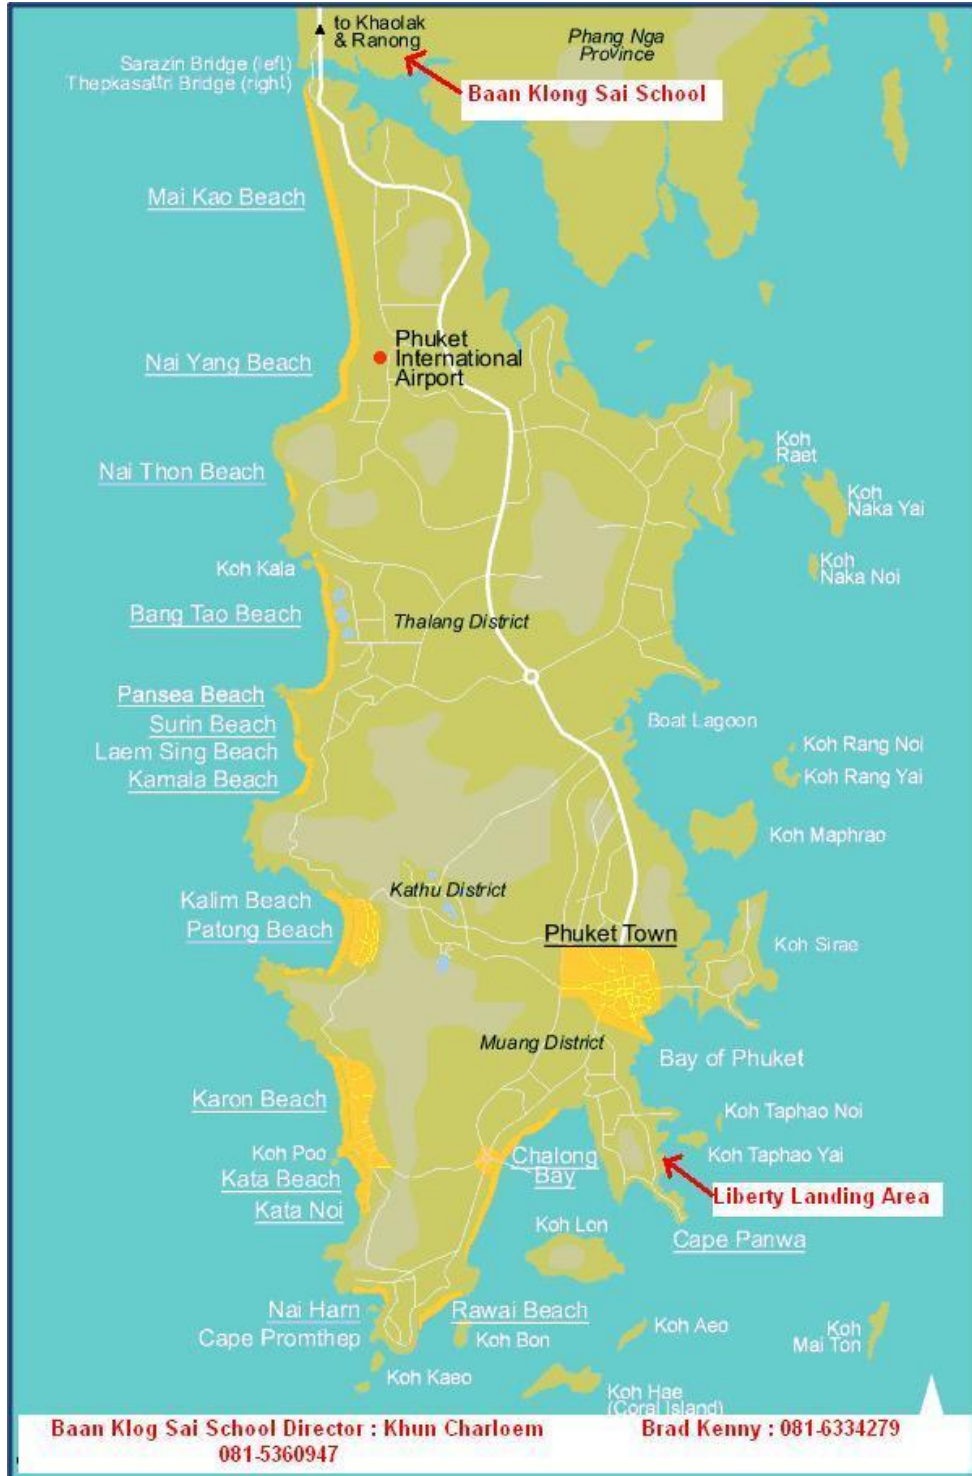 to Khaolak
& Ranong
Phang Nga
Province
Sarazin Bridge (left)
Thepkasattri Bridge (right)
Baan Klong Sai School
Mai Kao Beach
Phuket
International
Airport
Nai Yang Beach
Koh
Raet
Nai Thon Beach
Koh
Naka Yai
Koh Kala
Koh
Naka Noi
Bang Tao Beach
Thalang District
Pansea Beach
Surin Beach
Boat Lagoon
Laem Sing Beach
Koh Rang Noi
Kamala Beach
Koh Rang Yai
Koh Maphrao
Kathu District
Kalim Beach
Patong Beach
Phuket Town
Koh Sirae
Muang District
Bay of Phuket
Karon Beach
Koh Taphao Noi
Koh Poo
Chalong
Bay
Koh Taphao Yai
Kata Beach
Liberty Landing Area
Kata Noi
Koh Lon
Cape Panwa
Nai Harn
Rawai Beach
Cape Promthep
Koh Bon
Koh Aeo
Koh
Mai Ton
Koh Kaeo
Koh Hae
(Coral Island)
Baan Klog Sai School Director : Khun Charloem
081-5360947
Brad Kenny : 081-6334279